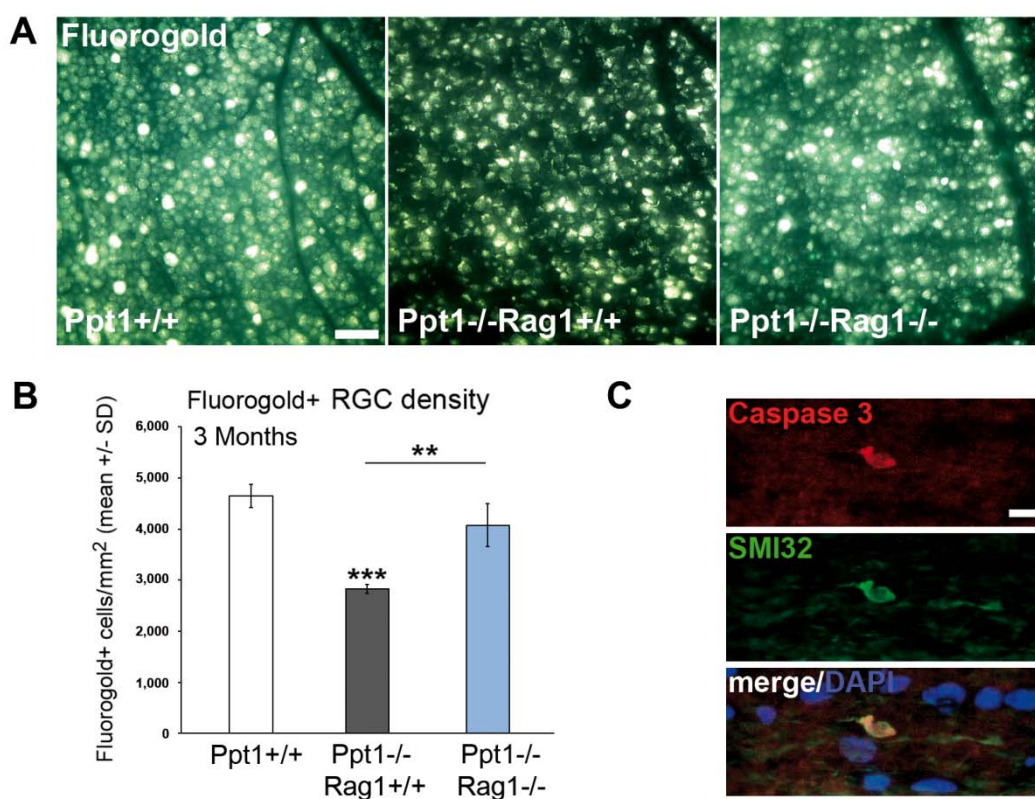 A
Fluorogold
Ppt1+/+
Ppt1-/-Rag1+/+
Ppt1-/-Rag1-/-
B
Fluorogold+ RGC density
3 Months
Fluorogold+ cells/mm² (mean +/- SD)
6,000
5,000
4,000
3,000
2,000
1,000
0
**
***
Ppt1+/+
Ppt1-/-
Rag1+/+
Ppt1-/-
Rag1-/-
C
Caspase 3
SMI32
merge/DAPI